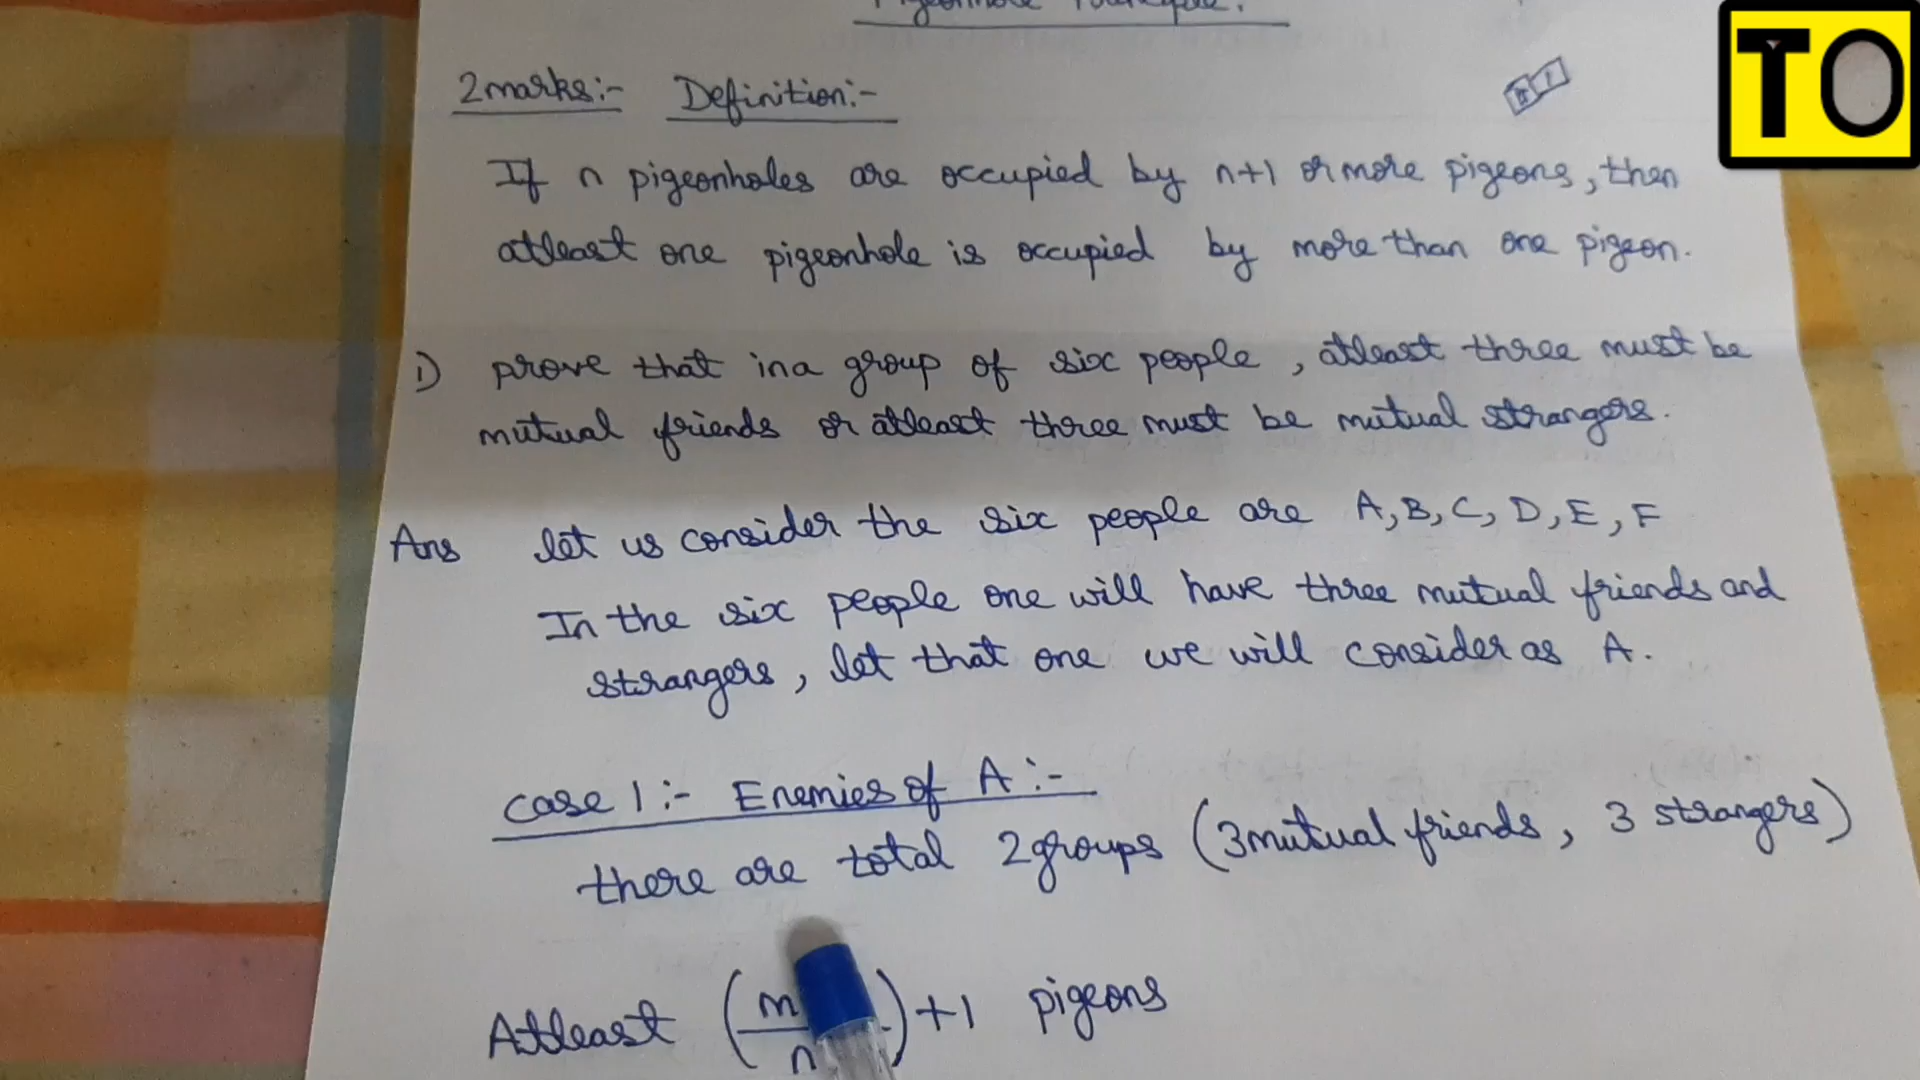 Pigeonhole Principle.
TO
2marks:- Definition:-
If n pigeonholes are occupied by n+1 or more pigeons, then
atleast one pigeonhole is occupied by more than one pigeon.
1) prove that in a group of six people, atleast three must be
mutual friends or atleast three must be mutual strangers.
Ans let us consider the six people are A, B, C, D, E, F
In the six people one will have three mutual friends and
strangers, let that one we will consider as A.
case 1:- Enemies of A:-
there are total 2groups (3mutual friends, 3 strangers)
Atleast (m/n)+1 pigeons